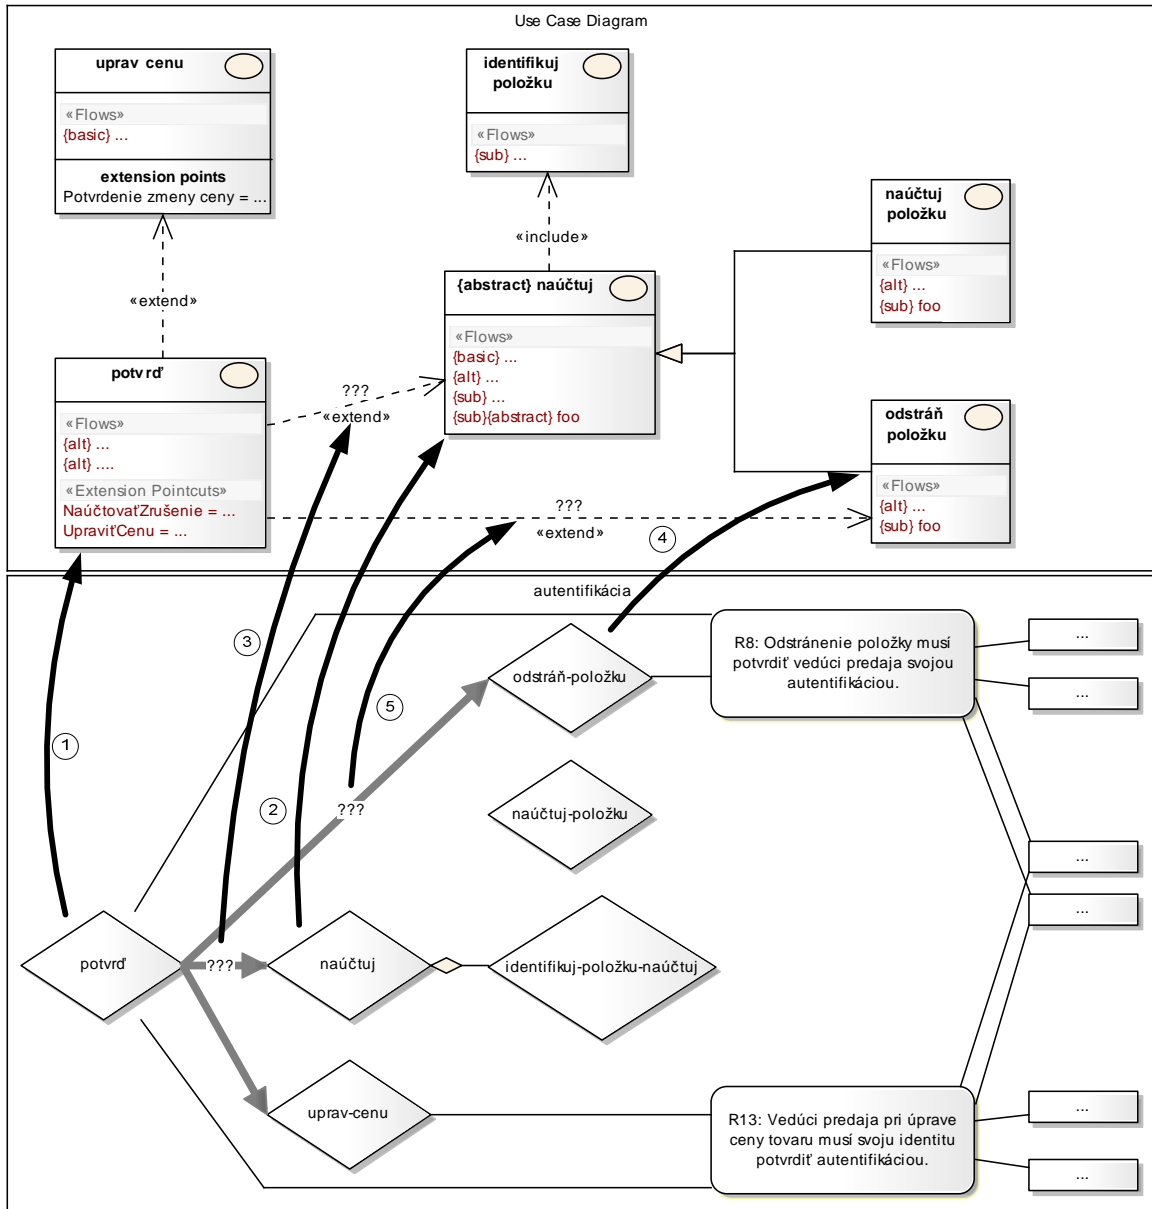 Use Case Diagram
uprav cenu
«Flows»
{basic} ...
extension points
Potvrdenie zmeny ceny = ...
identifikuj
položku
«Flows»
{sub} ...
naúčtuj
položku
«Flows»
{alt} ...
{sub} foo
«include»
«extend»
{abstract} naúčtuj
«Flows»
{basic} ...
{alt} ...
{sub} ...
{sub}{abstract} foo
potvrď
«Flows»
{alt} ...
{alt} ....
«Extension Pointcuts»
NaúčtovaťZrušenie = ...
UpraviťCenu = ...
???
«extend»
odstráň
položku
«Flows»
{alt} ...
{sub} foo
???
«extend»
4
autentifikácia
3
5
1
2
odstráň-položku
R8: Odstránenie položky musí
potvrdiť vedúci predaja svojou
autentifikáciou.
...
...
???
naúčtuj-položku
...
...
potvrď
???
naúčtuj
identifikuj-položku-naúčtuj
uprav-cenu
R13: Vedúci predaja pri úprave
ceny tovaru musí svoju identitu
potvrdiť autentifikáciou.
...
...